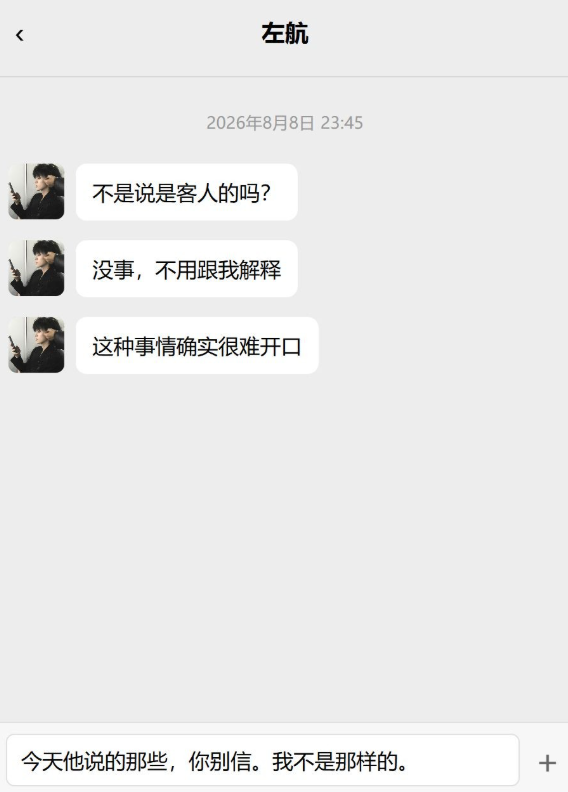 左航
2026年8月8日 23:45
不是说是客人的吗？
没事，不用跟我解释
这种事情确实很难开口
今天他说的那些，你别信。我不是那样的。